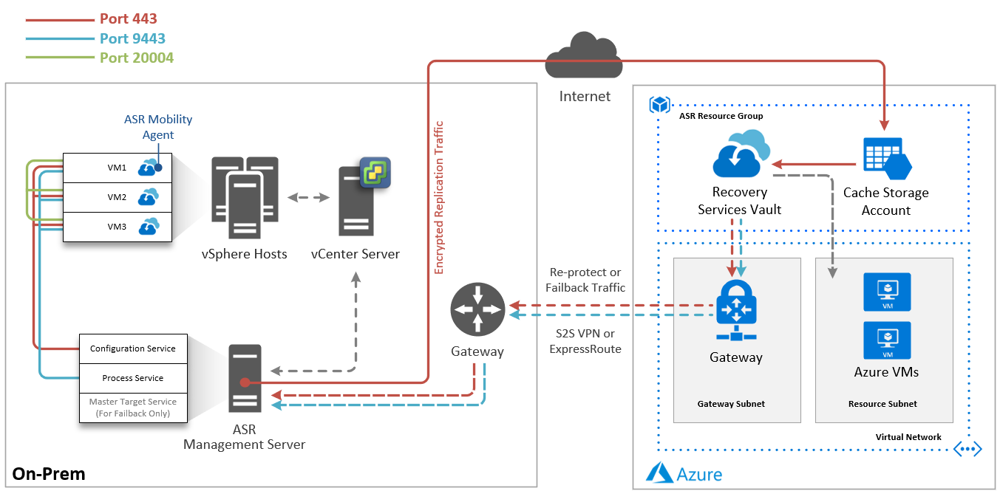 Port 443
Port 9443
Port 20004
Internet
ASR Mobility
Agent
VM1
VM2
VM3
vSphere Hosts
vCenter Server
Encrypted Replication Traffic
Configuration Service
Process Service
Master Target Service
(For Failback Only)
ASR
Management Server
Gateway
On-Prem
Re-protect or
Failback Traffic
S2S VPN or
ExpressRoute
ASR Resource Group
Recovery
Services Vault
Cache Storage
Account
Gateway
Gateway Subnet
VM
VM
Azure VMs
Resource Subnet
Virtual Network
Azure